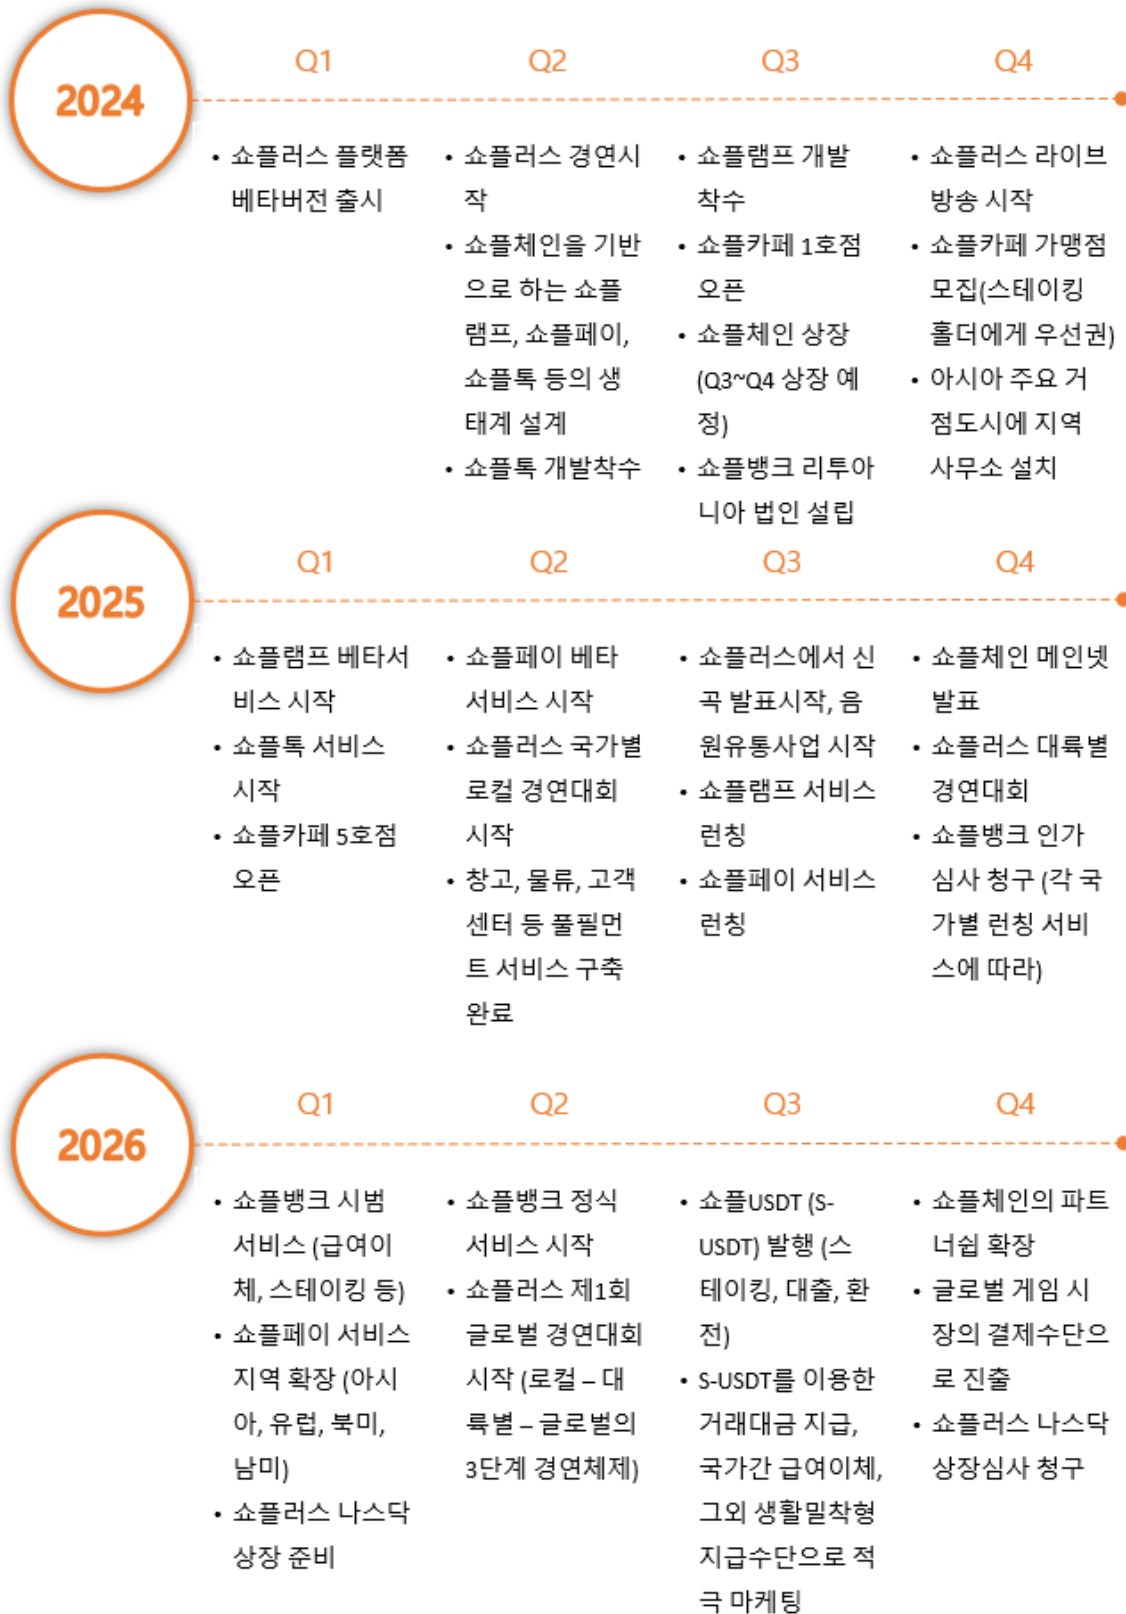 2024
Q1
• 쇼플러스 플랫폼
베타버전 출시
Q2
• 쇼플러스 경연시
작
• 쇼플체인을 기반
으로 하는 쇼플
램프, 쇼플페이,
쇼플톡 등의 생
태계 설계
• 쇼플톡 개발착수
Q3
• 쇼플램프 개발
착수
• 쇼플카페 1호점
오픈
• 쇼플체인 상장
(Q3~Q4 상장 예
정)
• 쇼플뱅크 리투아
니아 법인 설립
Q4
• 쇼플러스 라이브
방송 시작
• 쇼플카페 가맹점
모집(스테이킹
홀더에게 우선권)
• 아시아 주요 거
점도시에 지역
사무소 설치
2025
Q1
• 쇼플램프 베타서
비스 시작
• 쇼플톡 서비스
시작
• 쇼플카페 5호점
오픈
Q2
• 쇼플페이 베타
서비스 시작
• 쇼플러스 국가별
로컬 경연대회
시작
• 창고, 물류, 고객
센터 등 풀필먼
트 서비스 구축
완료
Q3
• 쇼플러스에서 신
곡 발표시작, 음
원유통사업 시작
• 쇼플램프 서비스
런칭
• 쇼플페이 서비스
런칭
Q4
• 쇼플체인 메인넷
발표
• 쇼플러스 대륙별
경연대회
• 쇼플뱅크 인가
심사 청구 (각 국
가별 런칭 서비
스에 따라)
2026
Q1
• 쇼플뱅크 시범
서비스 (급여이
체, 스테이킹 등)
• 쇼플페이 서비스
지역 확장 (아시
아, 유럽, 북미,
남미)
• 쇼플러스 나스닥
상장 준비
Q2
• 쇼플뱅크 정식
서비스 시작
• 쇼플러스 제1회
글로벌 경연대회
시작 (로컬 – 대
륙별 – 글로벌의
3단계 경연체제)
Q3
• 쇼플USDT (S-
USDT) 발행 (스
테이킹, 대출, 환
전)
• S-USDT를 이용한
거래대금 지급,
국가간 급여이체,
그외 생활밀착형
지급수단으로 적
극 마케팅
Q4
• 쇼플체인의 파트
너쉽 확장
• 글로벌 게임 시
장의 결제수단으
로 진출
• 쇼플러스 나스닥
상장심사 청구